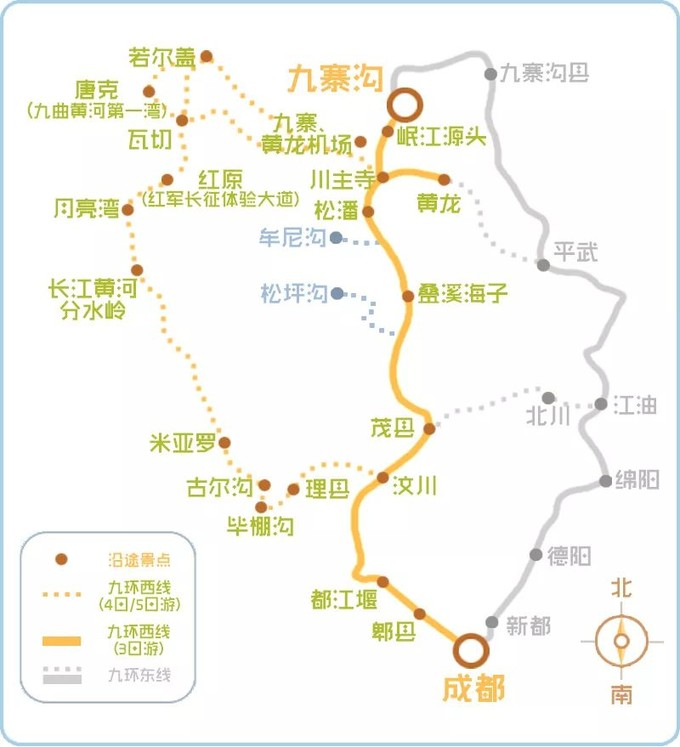 若尔盖
唐克
(九曲黄河第一湾)
瓦切
九寨沟
九寨沟县
九寨、
黄龙机场
岷江源头
红原
(红军长征体验大道)
川主寺
黄龙
月亮湾
松潘
牟尼沟
平武
长江黄河
分水岭
松坪沟
叠溪海子
北川
江油
茂县
米亚罗
古尔沟
理县
汶川
绵阳
毕棚沟
沿途景点
九环西线
(4日/5日游)
九环西线
(3日游)
九环东线
德阳
都江堰
郫县
新都
成都
北
南